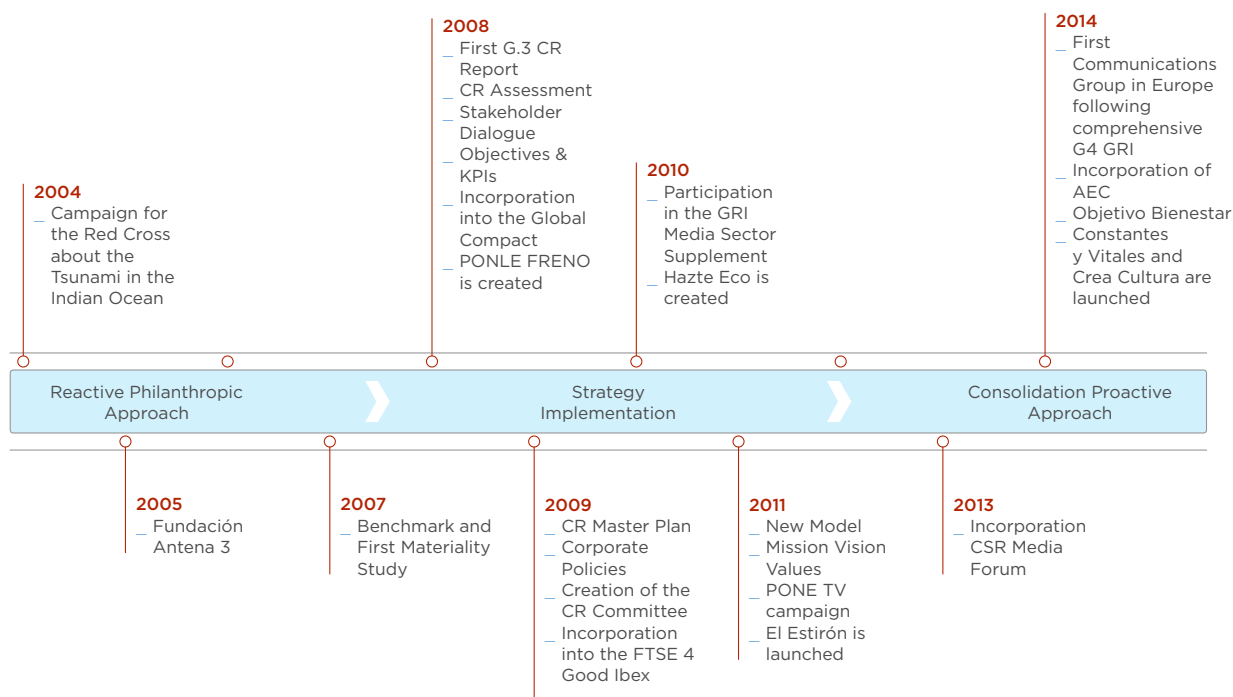 2004
_ Campaign for
the Red Cross
about the
Tsunami in the
Indian Ocean
2008
_ First G.3 CR
Report
_ CR Assessment
_ Stakeholder
Dialogue
_ Objectives &
KPIs
_ Incorporation
into the Global
Compact
_ PONLE FRENO
is created
2010
_ Participation
in the GRI
Media Sector
Supplement
_ Hazte Eco is
created
2014
_ First
Communications
Group in Europe
following
comprehensive
G4 GRI
_ Incorporation of
AEC
_ Objetivo Bienestar
_ Constantes
y Vitales and
Crea Cultura are
launched
Reactive Philanthropic
Approach
Strategy
Implementation
Consolidation Proactive
Approach
2005
_ Fundación
Antena 3
2007
_ Benchmark and
First Materiality
Study
2009
_ CR Master Plan
_ Corporate
Policies
_ Creation of the
CR Committee
_ Incorporation
into the FTSE 4
Good Ibex
2011
_ New Model
_ Mission Vision
Values
_ PONE TV
campaign
_ El Estirón is
launched
2013
_ Incorporation
CSR Media
Forum